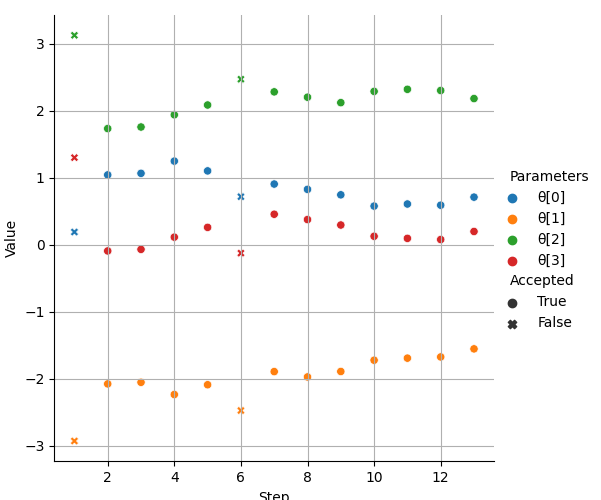 3
2
1
0
−1
−2
−3
Value
2
4
6
8
10
12
Step
Parameters
θ[0]
θ[1]
θ[2]
θ[3]
Accepted
True
False